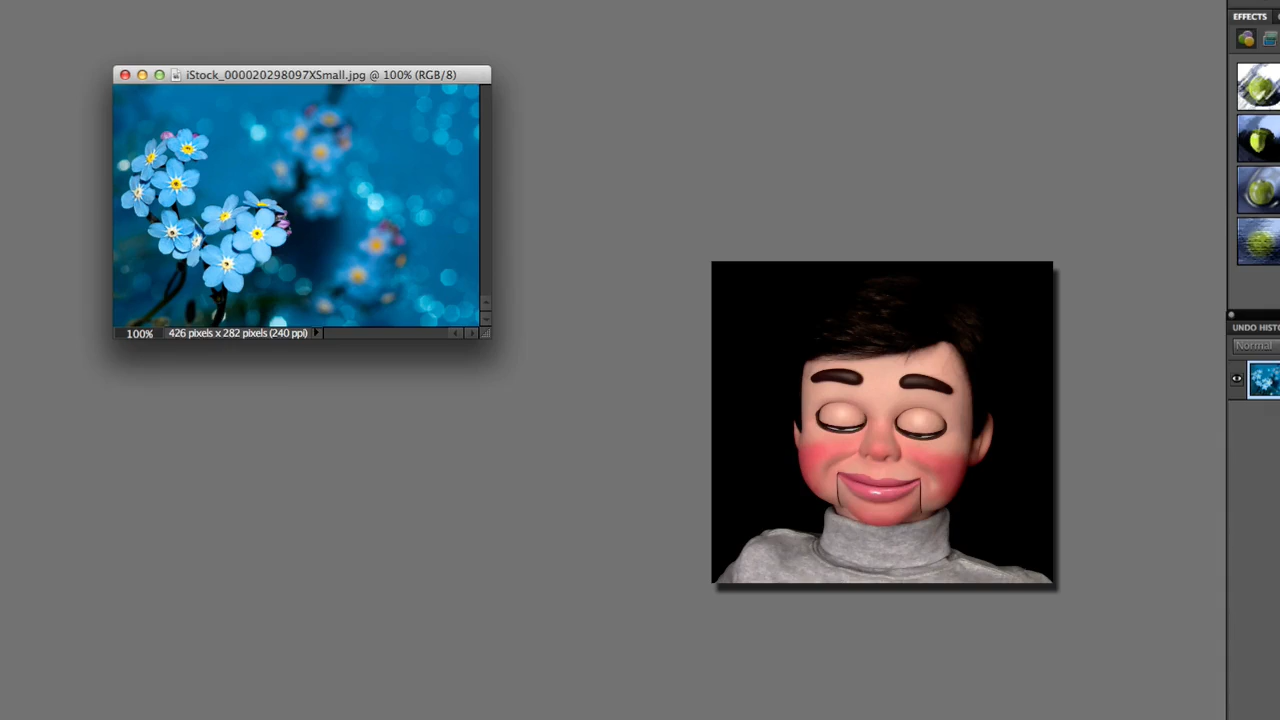 iStock_000020298097XSmall.jpg @ 100% (RGB/8)
100% 426 pixels x 282 pixels (240 ppi)
EFFECTS
UNDO HISTO
Normal